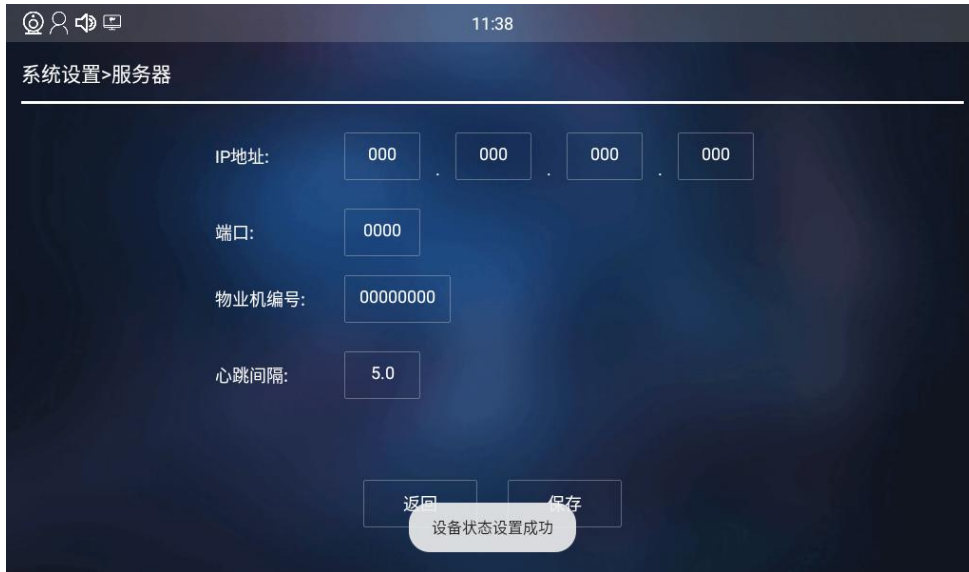 11:38
系统设置>服务器
IP地址: 000 . 000 . 000 . 000
端口: 0000
物业机编号: 00000000
心跳间隔: 5.0
返回 保存
设备状态设置成功